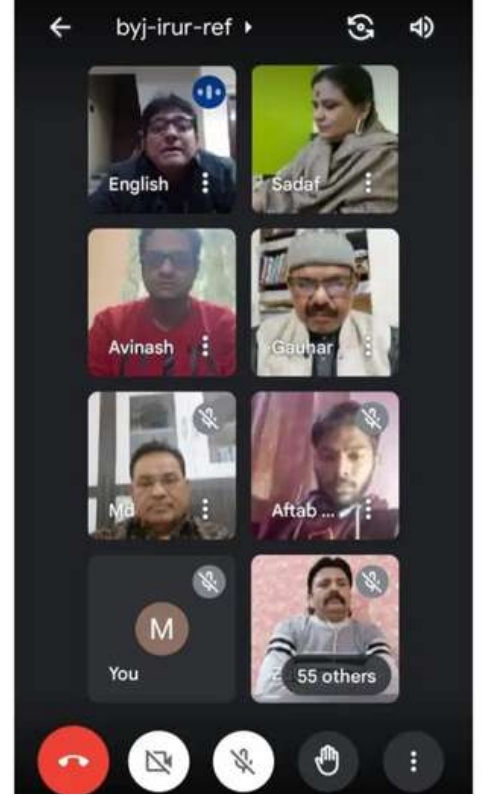 byj-irur-ref
English
Sadaf
Avinash
Gauhar
Md
Aftab ...
M
You
55 others